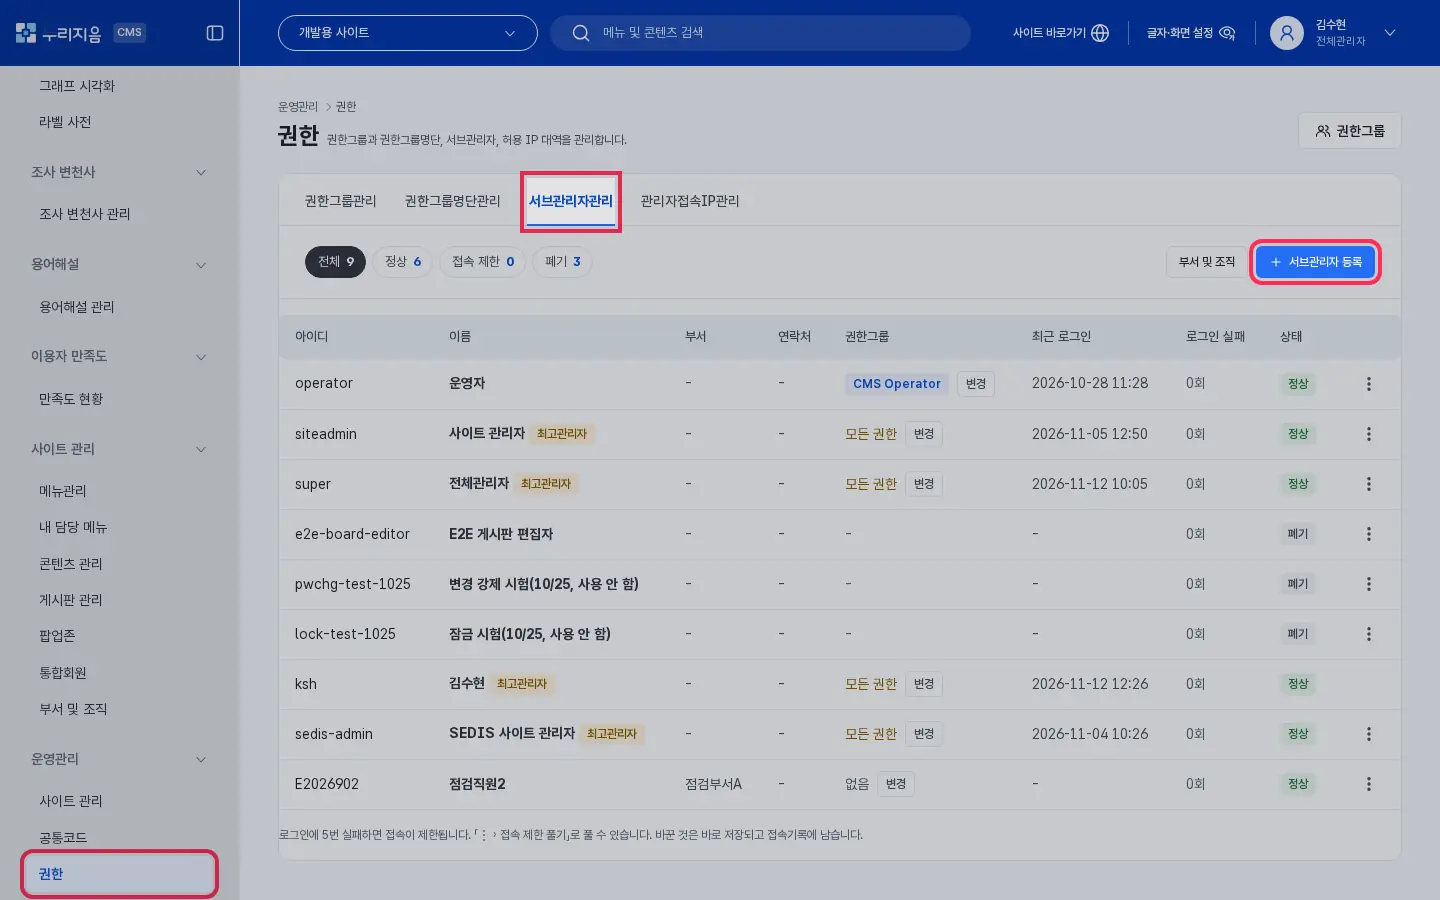 누리지음 CMS
개발용 사이트
메뉴 및 콘텐츠 검색
사이트 바로가기
글자·화면 설정
김수현
전체관리자
그래프 시각화
라벨 사전
조사 변천사
조사 변천사 관리
용어해설
용어해설 관리
이용자 만족도
만족도 현황
사이트 관리
메뉴관리
내 담당 메뉴
콘텐츠 관리
게시판 관리
팝업존
통합회원
부서 및 조직
운영관리
사이트 관리
공통코드
권한
운영관리 > 권한
권한 권한그룹과 권한그룹명단, 서브관리자, 허용 IP 대역을 관리합니다.
권한그룹
권한그룹관리 권한그룹명단관리 서브관리자관리 관리자접속IP관리
전체 9 정상 6 접속 제한 0 폐기 3
부서 및 조직 + 서브관리자 등록
아이디 이름 부서 연락처 권한그룹 최근 로그인 로그인 실패 상태
operator 운영자 - - CMS Operator 변경 2026-10-28 11:28 0회 정상
siteadmin 사이트 관리자 최고관리자 - - 모든 권한 변경 2026-11-05 12:50 0회 정상
super 전체관리자 최고관리자 - - 모든 권한 변경 2026-11-12 10:05 0회 정상
e2e-board-editor E2E 게시판 편집자 - - - - 0회 폐기
pwchg-test-1025 변경 강제 시험(10/25, 사용 안 함) - - - - 0회 폐기
lock-test-1025 잠금 시험(10/25, 사용 안 함) - - - - 0회 폐기
ksh 김수현 최고관리자 - - 모든 권한 변경 2026-11-12 12:26 0회 정상
sedis-admin SEDIS 사이트 관리자 최고관리자 - - 모든 권한 변경 2026-11-04 10:26 0회 정상
E2026902 점검직원2 점검부서A - 없음 변경 - 0회 정상
로그인에 5번 실패하면 접속이 제한됩니다. 「⋮ › 접속 제한 풀기」로 풀 수 있습니다. 바꾼 것은 바로 저장되고 접속기록에 남습니다.